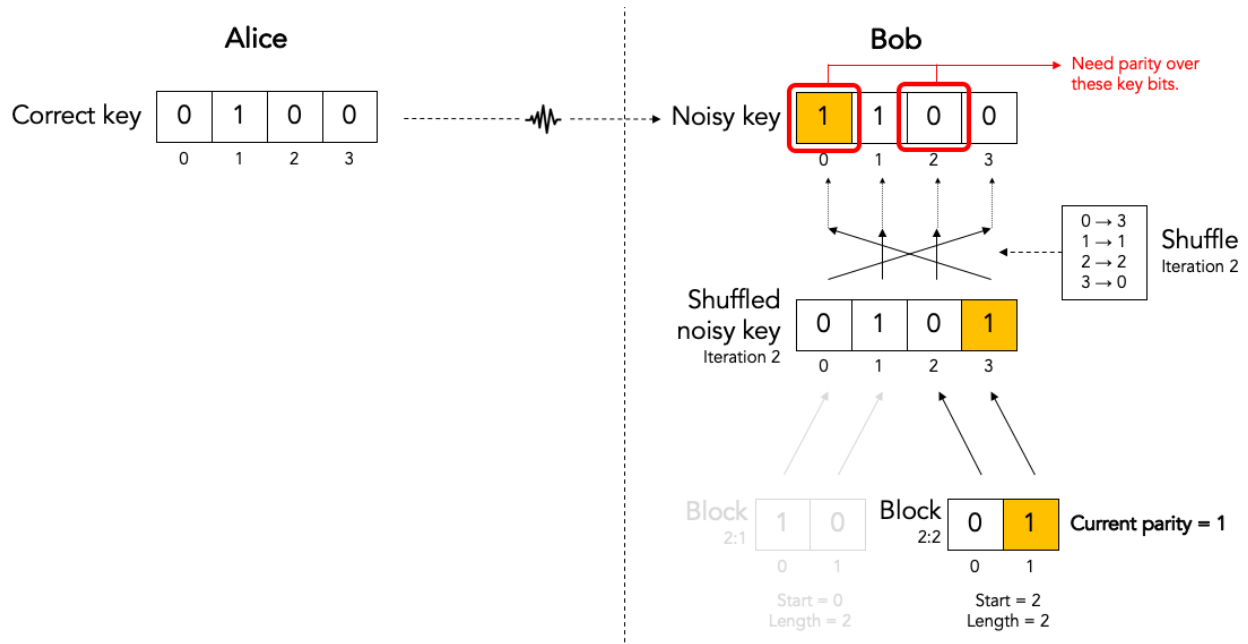 Alice
Bob
Need parity over
these key bits.
Correct key
0 1 0 0
0 1 2 3
Noisy key
1 1 0 0
0 1 2 3
0 → 3
1 → 1
2 → 2
3 → 0
Shuffle
Iteration 2
Shuffled
noisy key
Iteration 2
0 1 0 1
0 1 2 3
Block
2:1
1 0
0 1
Start = 0
Length = 2
Block
2:2
0 1
0 1
Start = 2
Length = 2
Current parity = 1